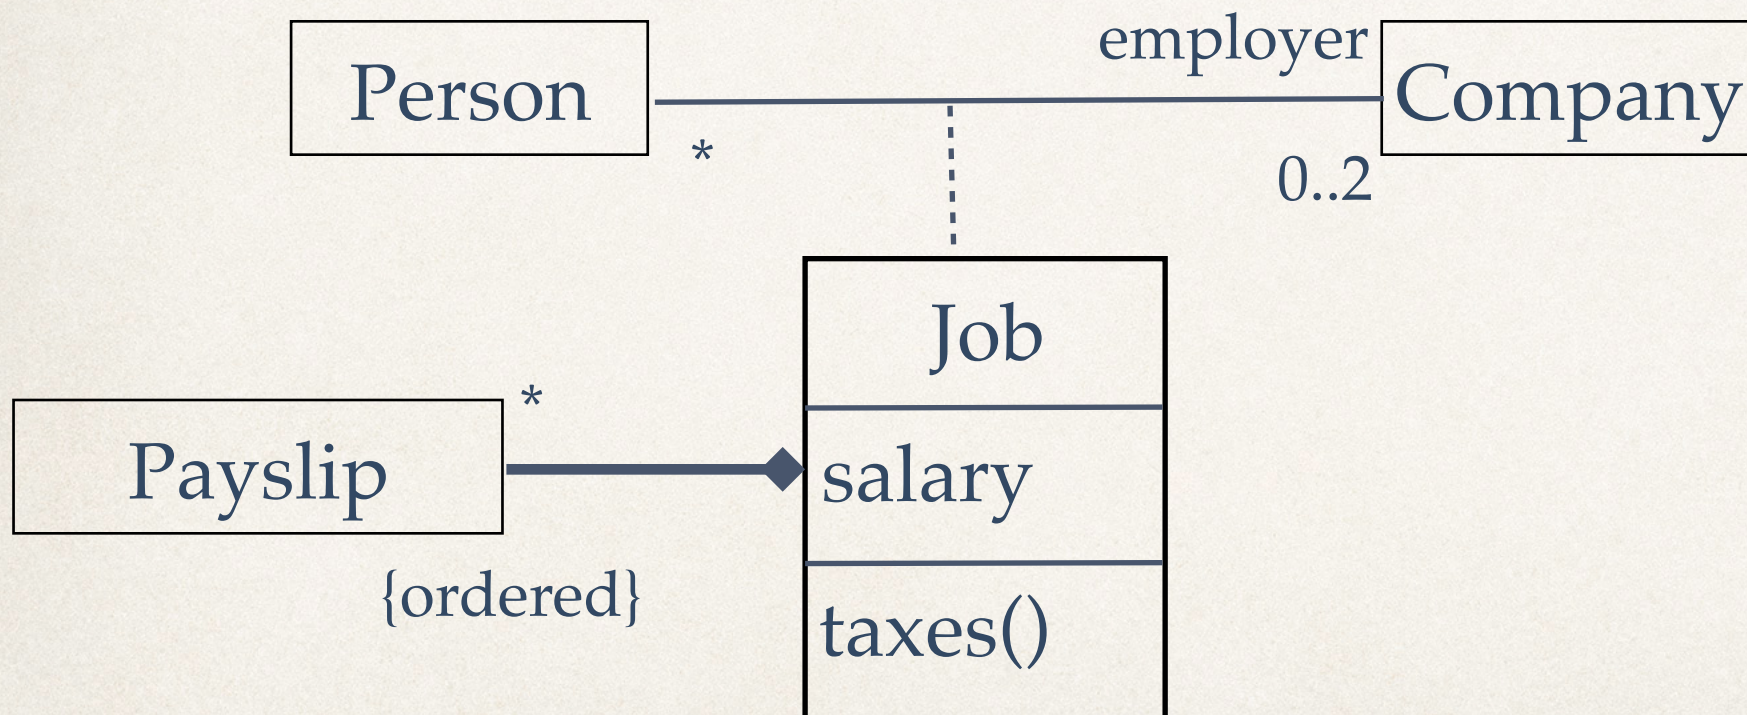 employer
Person
Company
*
0..2
Job
*
Payslip
salary
{ordered}
taxes()